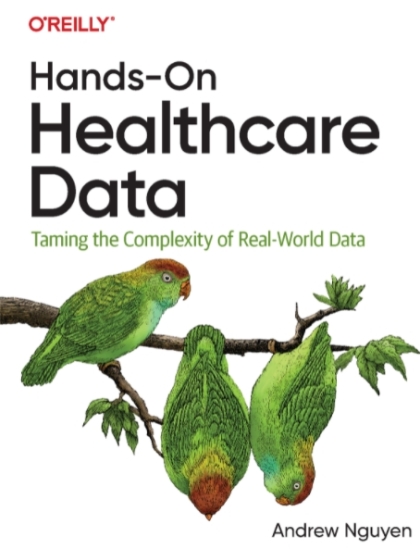 O'REILLY®
Hands-On
Healthcare
Data
Taming the Complexity of Real-World Data
Andrew Nguyen